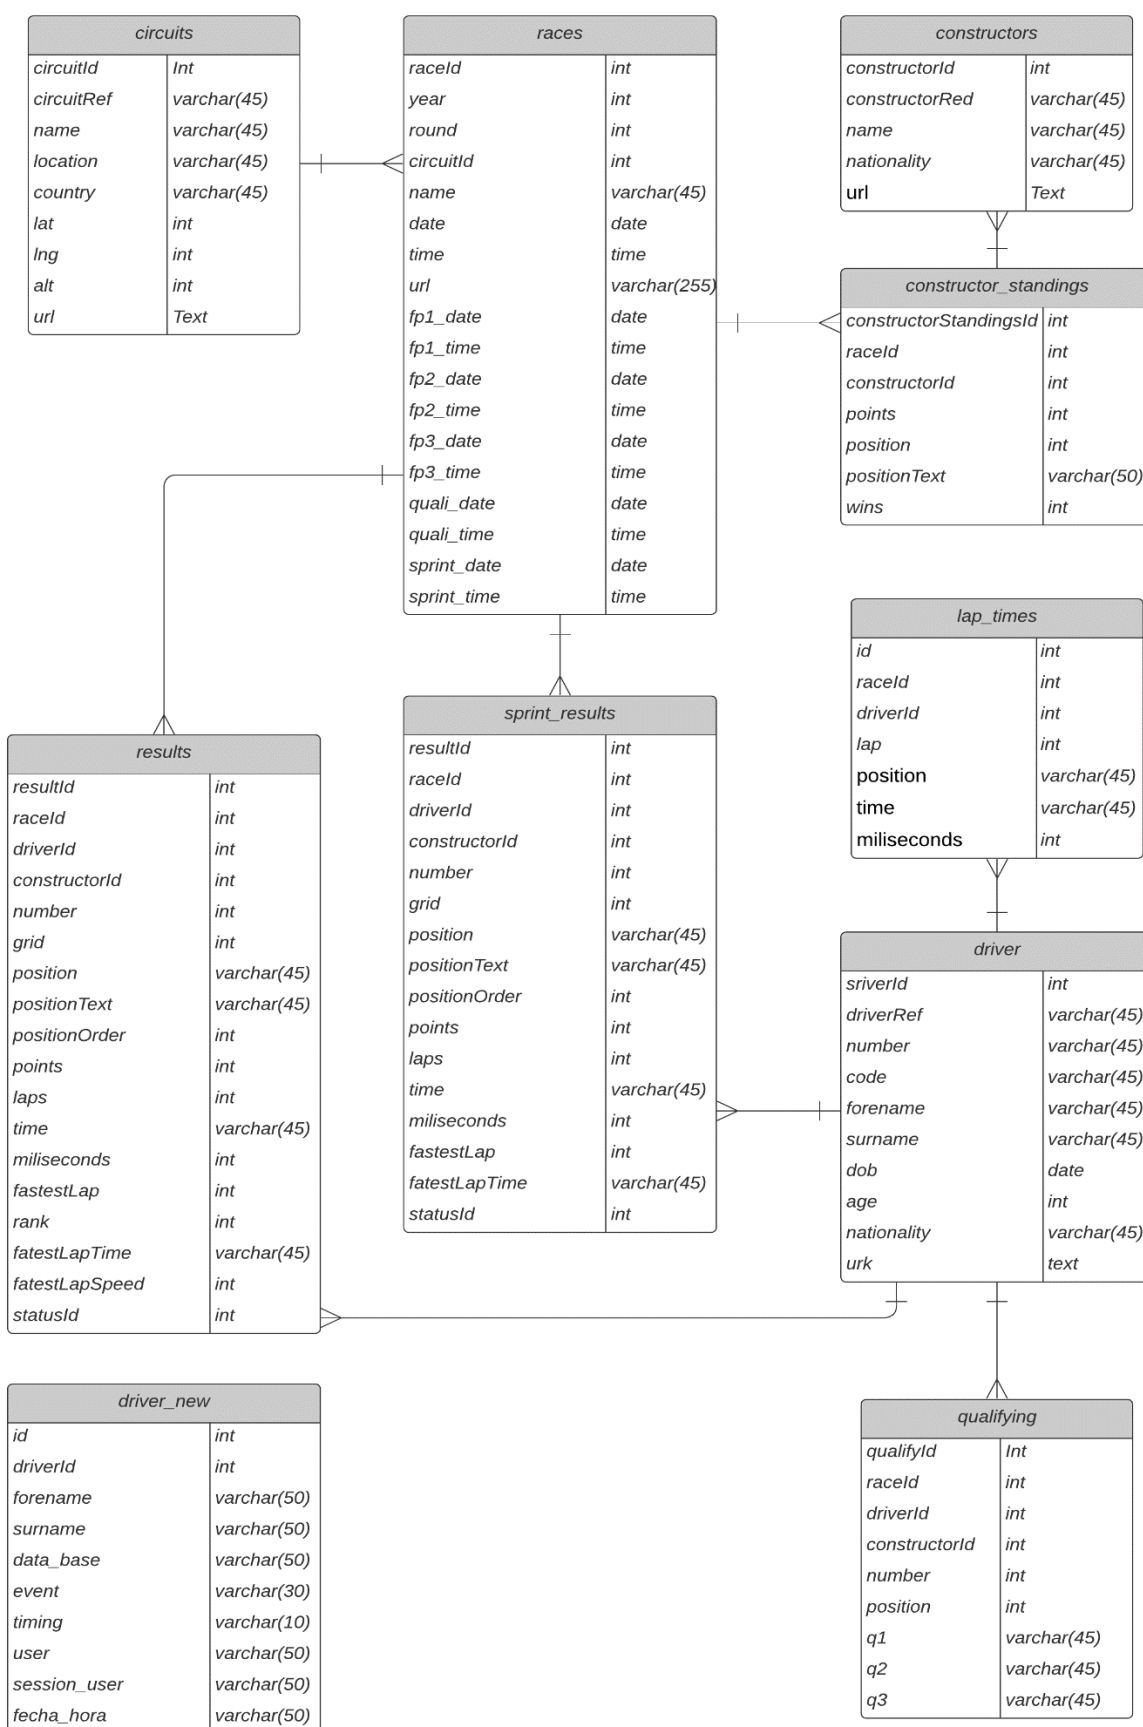 circuits
circuitId Int
circuitRef varchar(45)
name varchar(45)
location varchar(45)
country varchar(45)
lat int
lng int
alt int
url Text
races
raceId int
year int
round int
circuitId int
name varchar(45)
date date
time time
url varchar(255)
fp1_date date
fp1_time time
fp2_date date
fp2_time time
fp3_date date
fp3_time time
quali_date date
quali_time time
sprint_date date
sprint_time time
constructors
constructorId int
constructorRed varchar(45)
name varchar(45)
nationality varchar(45)
url Text
constructor_standings
constructorStandingsId int
raceId int
constructorId int
points int
position int
positionText varchar(50)
wins int
lap_times
id int
raceId int
driverId int
lap int
position varchar(45)
time varchar(45)
miliseconds int
results
resultId int
raceId int
driverId int
constructorId int
number int
grid int
position varchar(45)
positionText varchar(45)
positionOrder int
points int
laps int
time varchar(45)
miliseconds int
fastestLap int
rank int
fatestLapTime varchar(45)
fatestLapSpeed int
statusId int
sprint_results
resultId int
raceId int
driverId int
constructorId int
number int
grid int
position varchar(45)
positionText varchar(45)
positionOrder int
points int
laps int
time varchar(45)
miliseconds int
fastestLap int
fatestLapTime varchar(45)
statusId int
driver
sriverId int
driverRef varchar(45)
number varchar(45)
code varchar(45)
forename varchar(45)
surname varchar(45)
dob date
age int
nationality varchar(45)
urk text
driver_new
id int
driverId int
forename varchar(50)
surname varchar(50)
data_base varchar(50)
event varchar(30)
timing varchar(10)
user varchar(50)
session_user varchar(50)
fecha_hora varchar(50)
qualifying
qualifyId Int
raceId int
driverId int
constructorId int
number int
position int
q1 varchar(45)
q2 varchar(45)
q3 varchar(45)